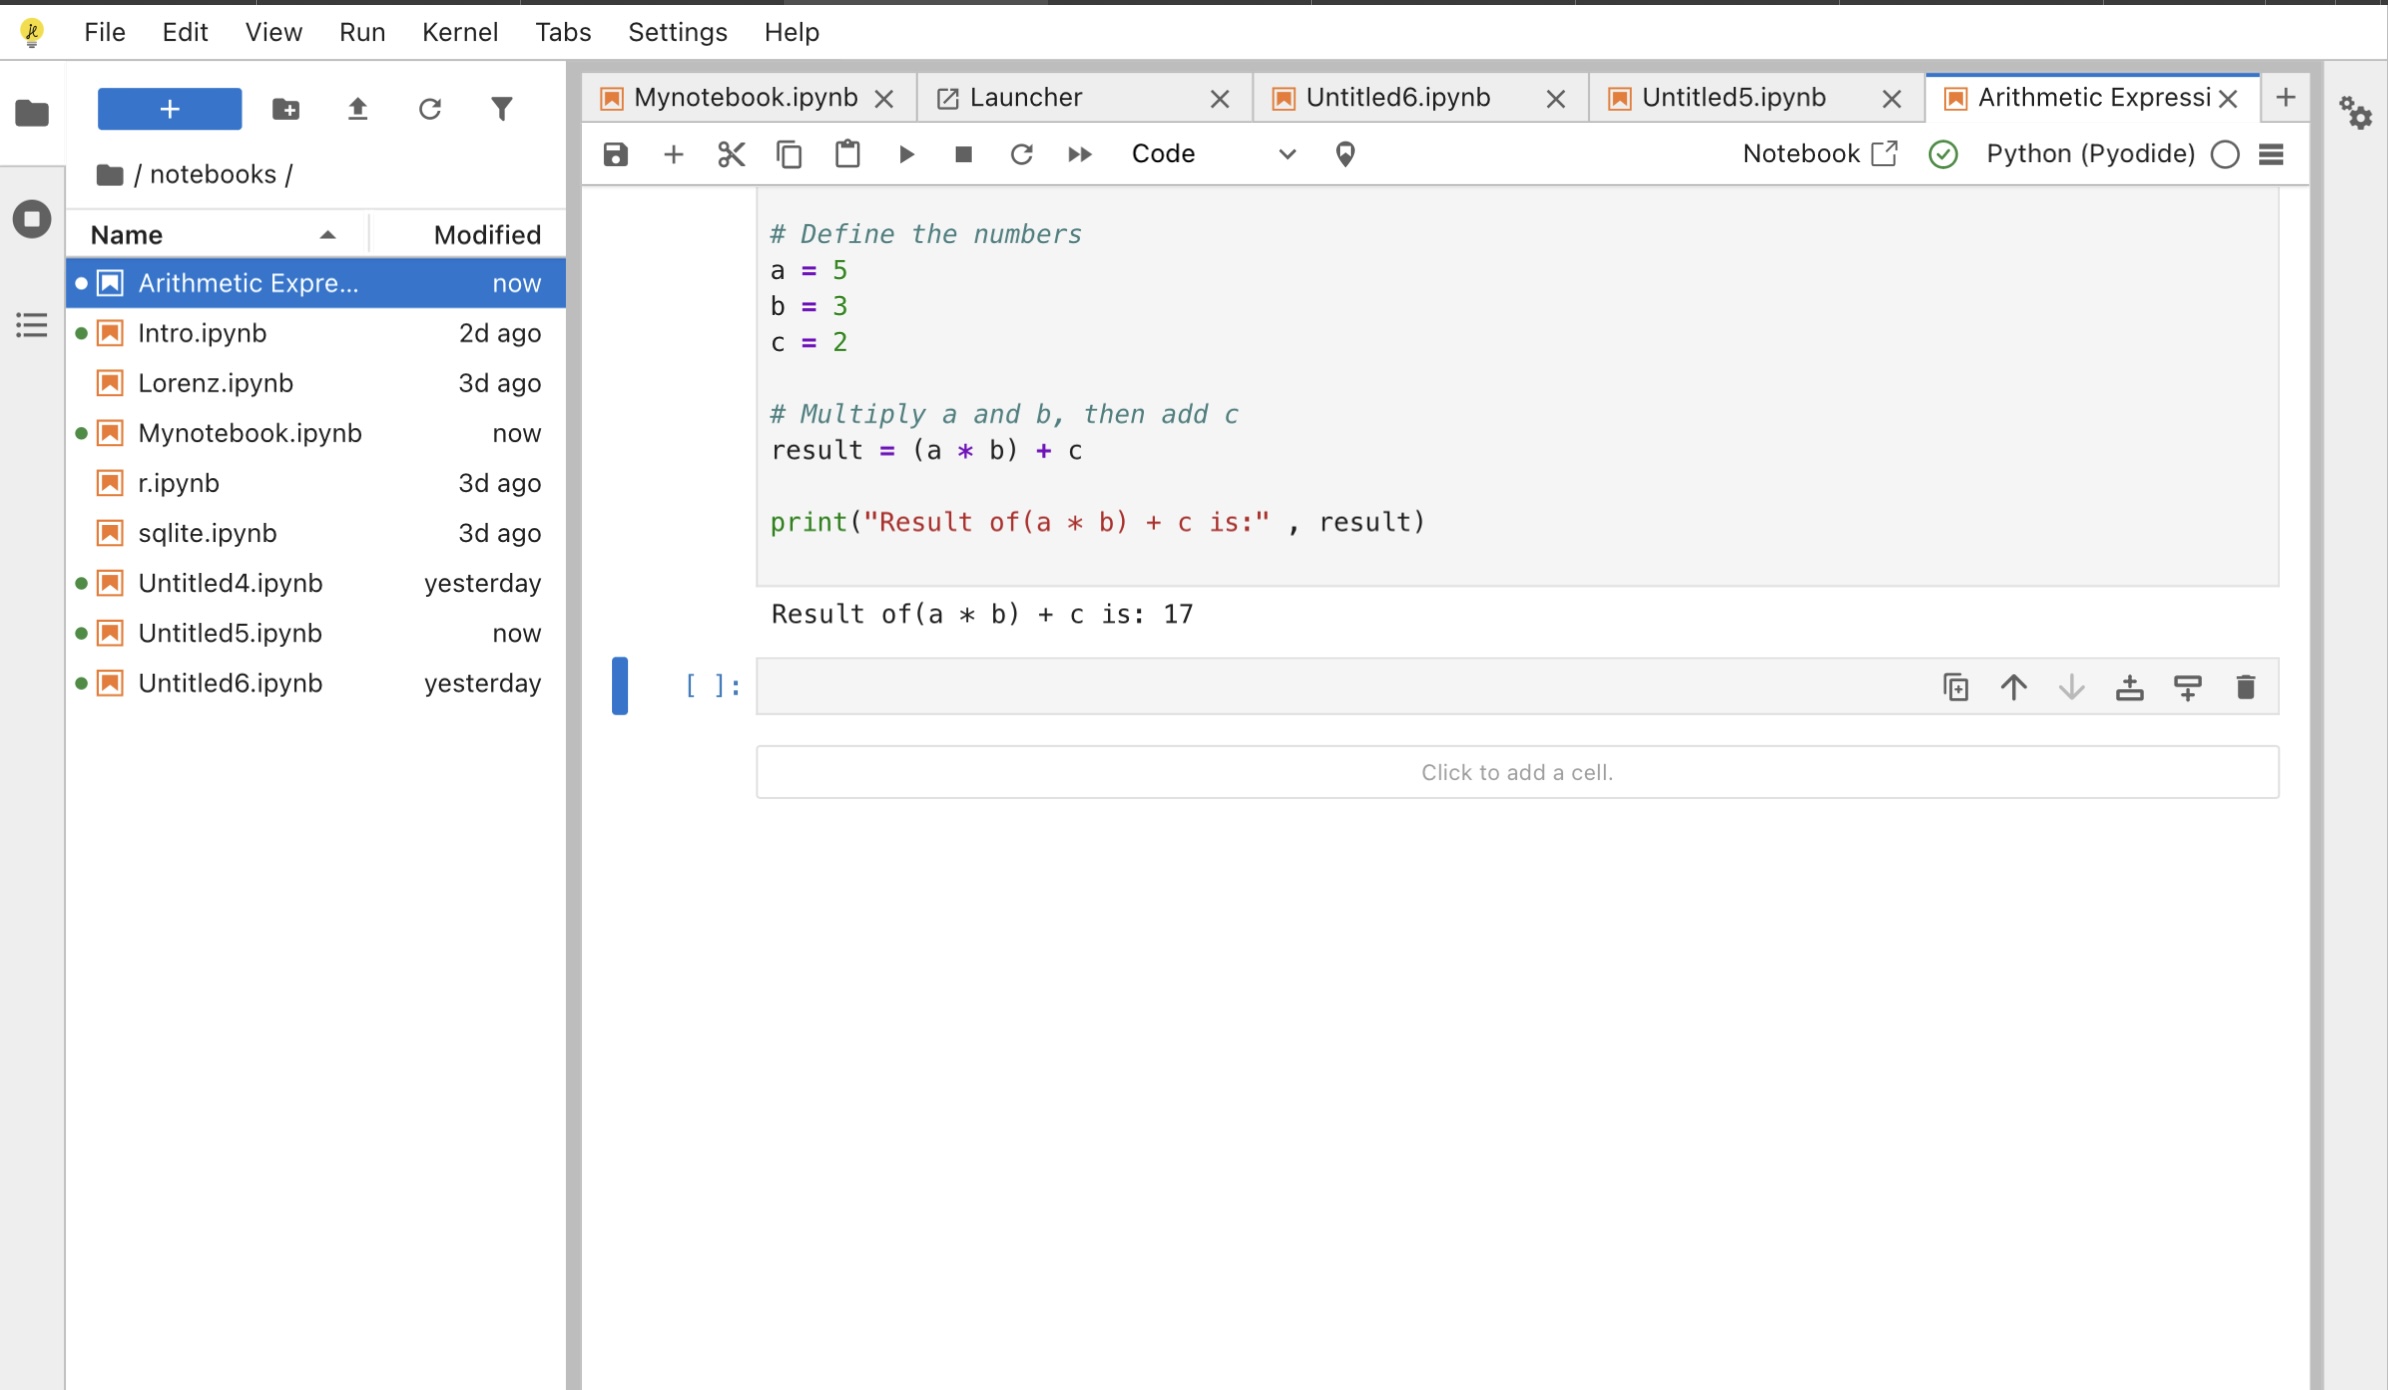 File Edit View Run Kernel Tabs Settings Help
+
/ notebooks /
Name Modified
Arithmetic Expre... now
Intro.ipynb 2d ago
Lorenz.ipynb 3d ago
Mynotebook.ipynb now
r.ipynb 3d ago
sqlite.ipynb 3d ago
Untitled4.ipynb yesterday
Untitled5.ipynb now
Untitled6.ipynb yesterday
Mynotebook.ipynb Launcher Untitled6.ipynb Untitled5.ipynb Arithmetic Expressi
Code Notebook Python (Pyodide)
# Define the numbers
a = 5
b = 3
c = 2
# Multiply a and b, then add c
result = (a * b) + c
print("Result of(a * b) + c is:" , result)
Result of(a * b) + c is: 17
[ ]:
Click to add a cell.